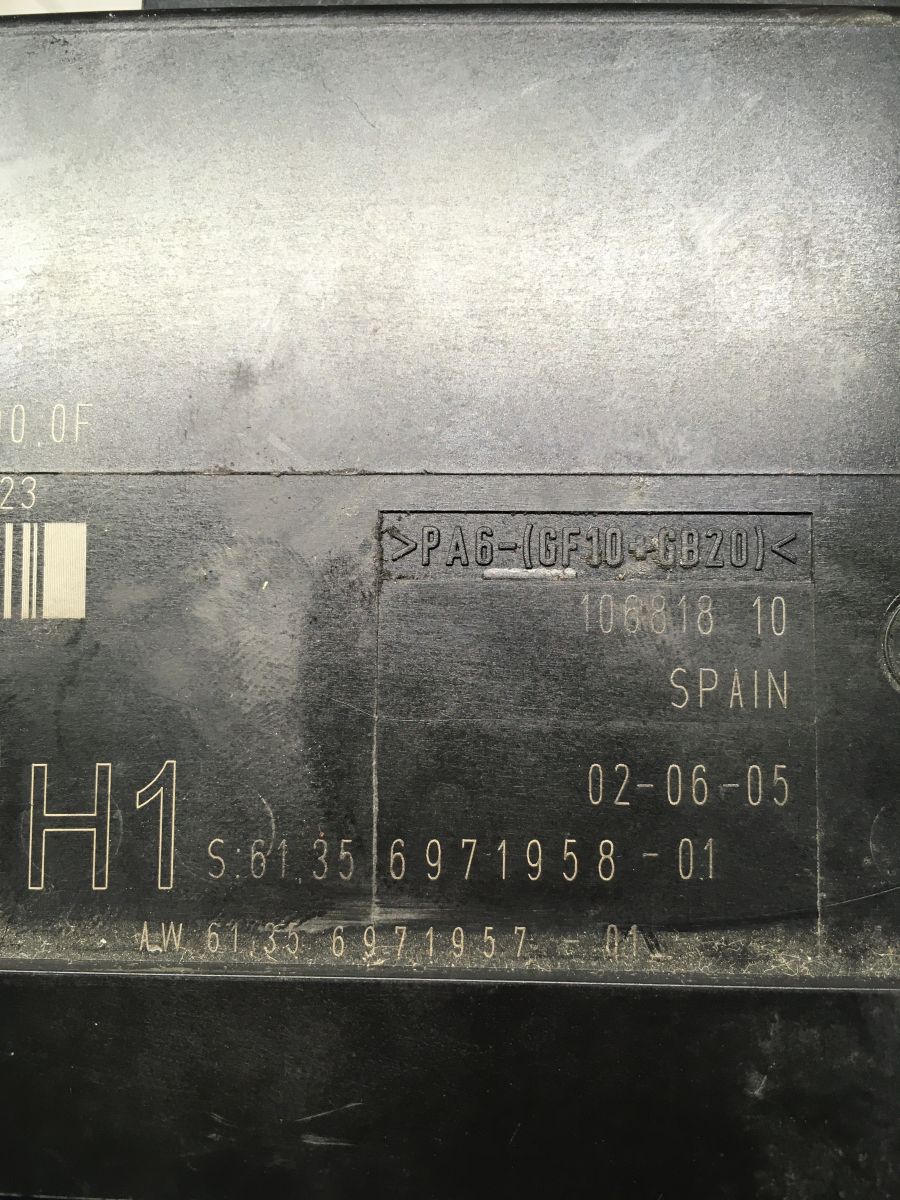 0.0F
23
>PA6-(GF10+GB20)<
106818 10
SPAIN
02-06-05
H1
S:61.35 6971958-01
AW 61.35 6971957 - 01